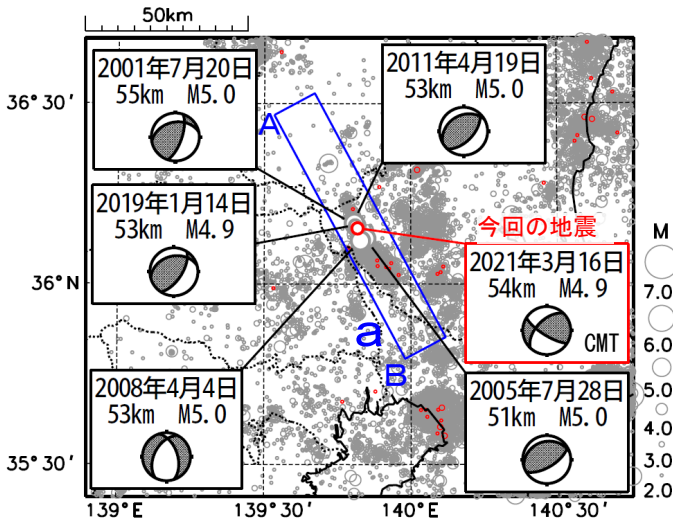 50km
2001年7月20日
55km M5.0
2011年4月19日
53km M5.0
36°30′
A
2019年1月14日
53km M4.9
今回の地震
2021年3月16日
54km M4.9
CMT
36°N
a
B
2008年4月4日
53km M5.0
2005年7月28日
51km M5.0
35°30′
139°E
139°30′
140°E
140°30′
M
7.0
6.0
5.0
4.0
3.0
2.0